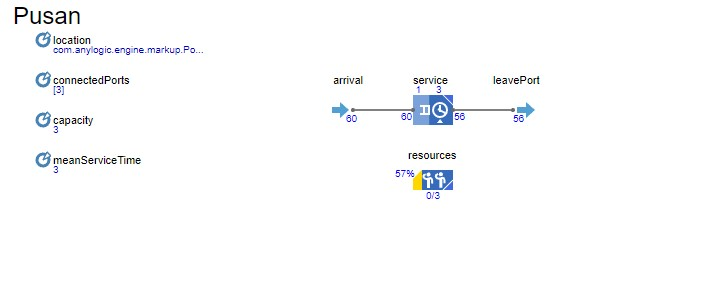 Pusan
location
com.anylogic.engine.markup.Po...
connectedPorts
[3]
capacity
3
meanServiceTime
3
arrival
service
leavePort
1 3
60
60
56
56
resources
57%
0/3